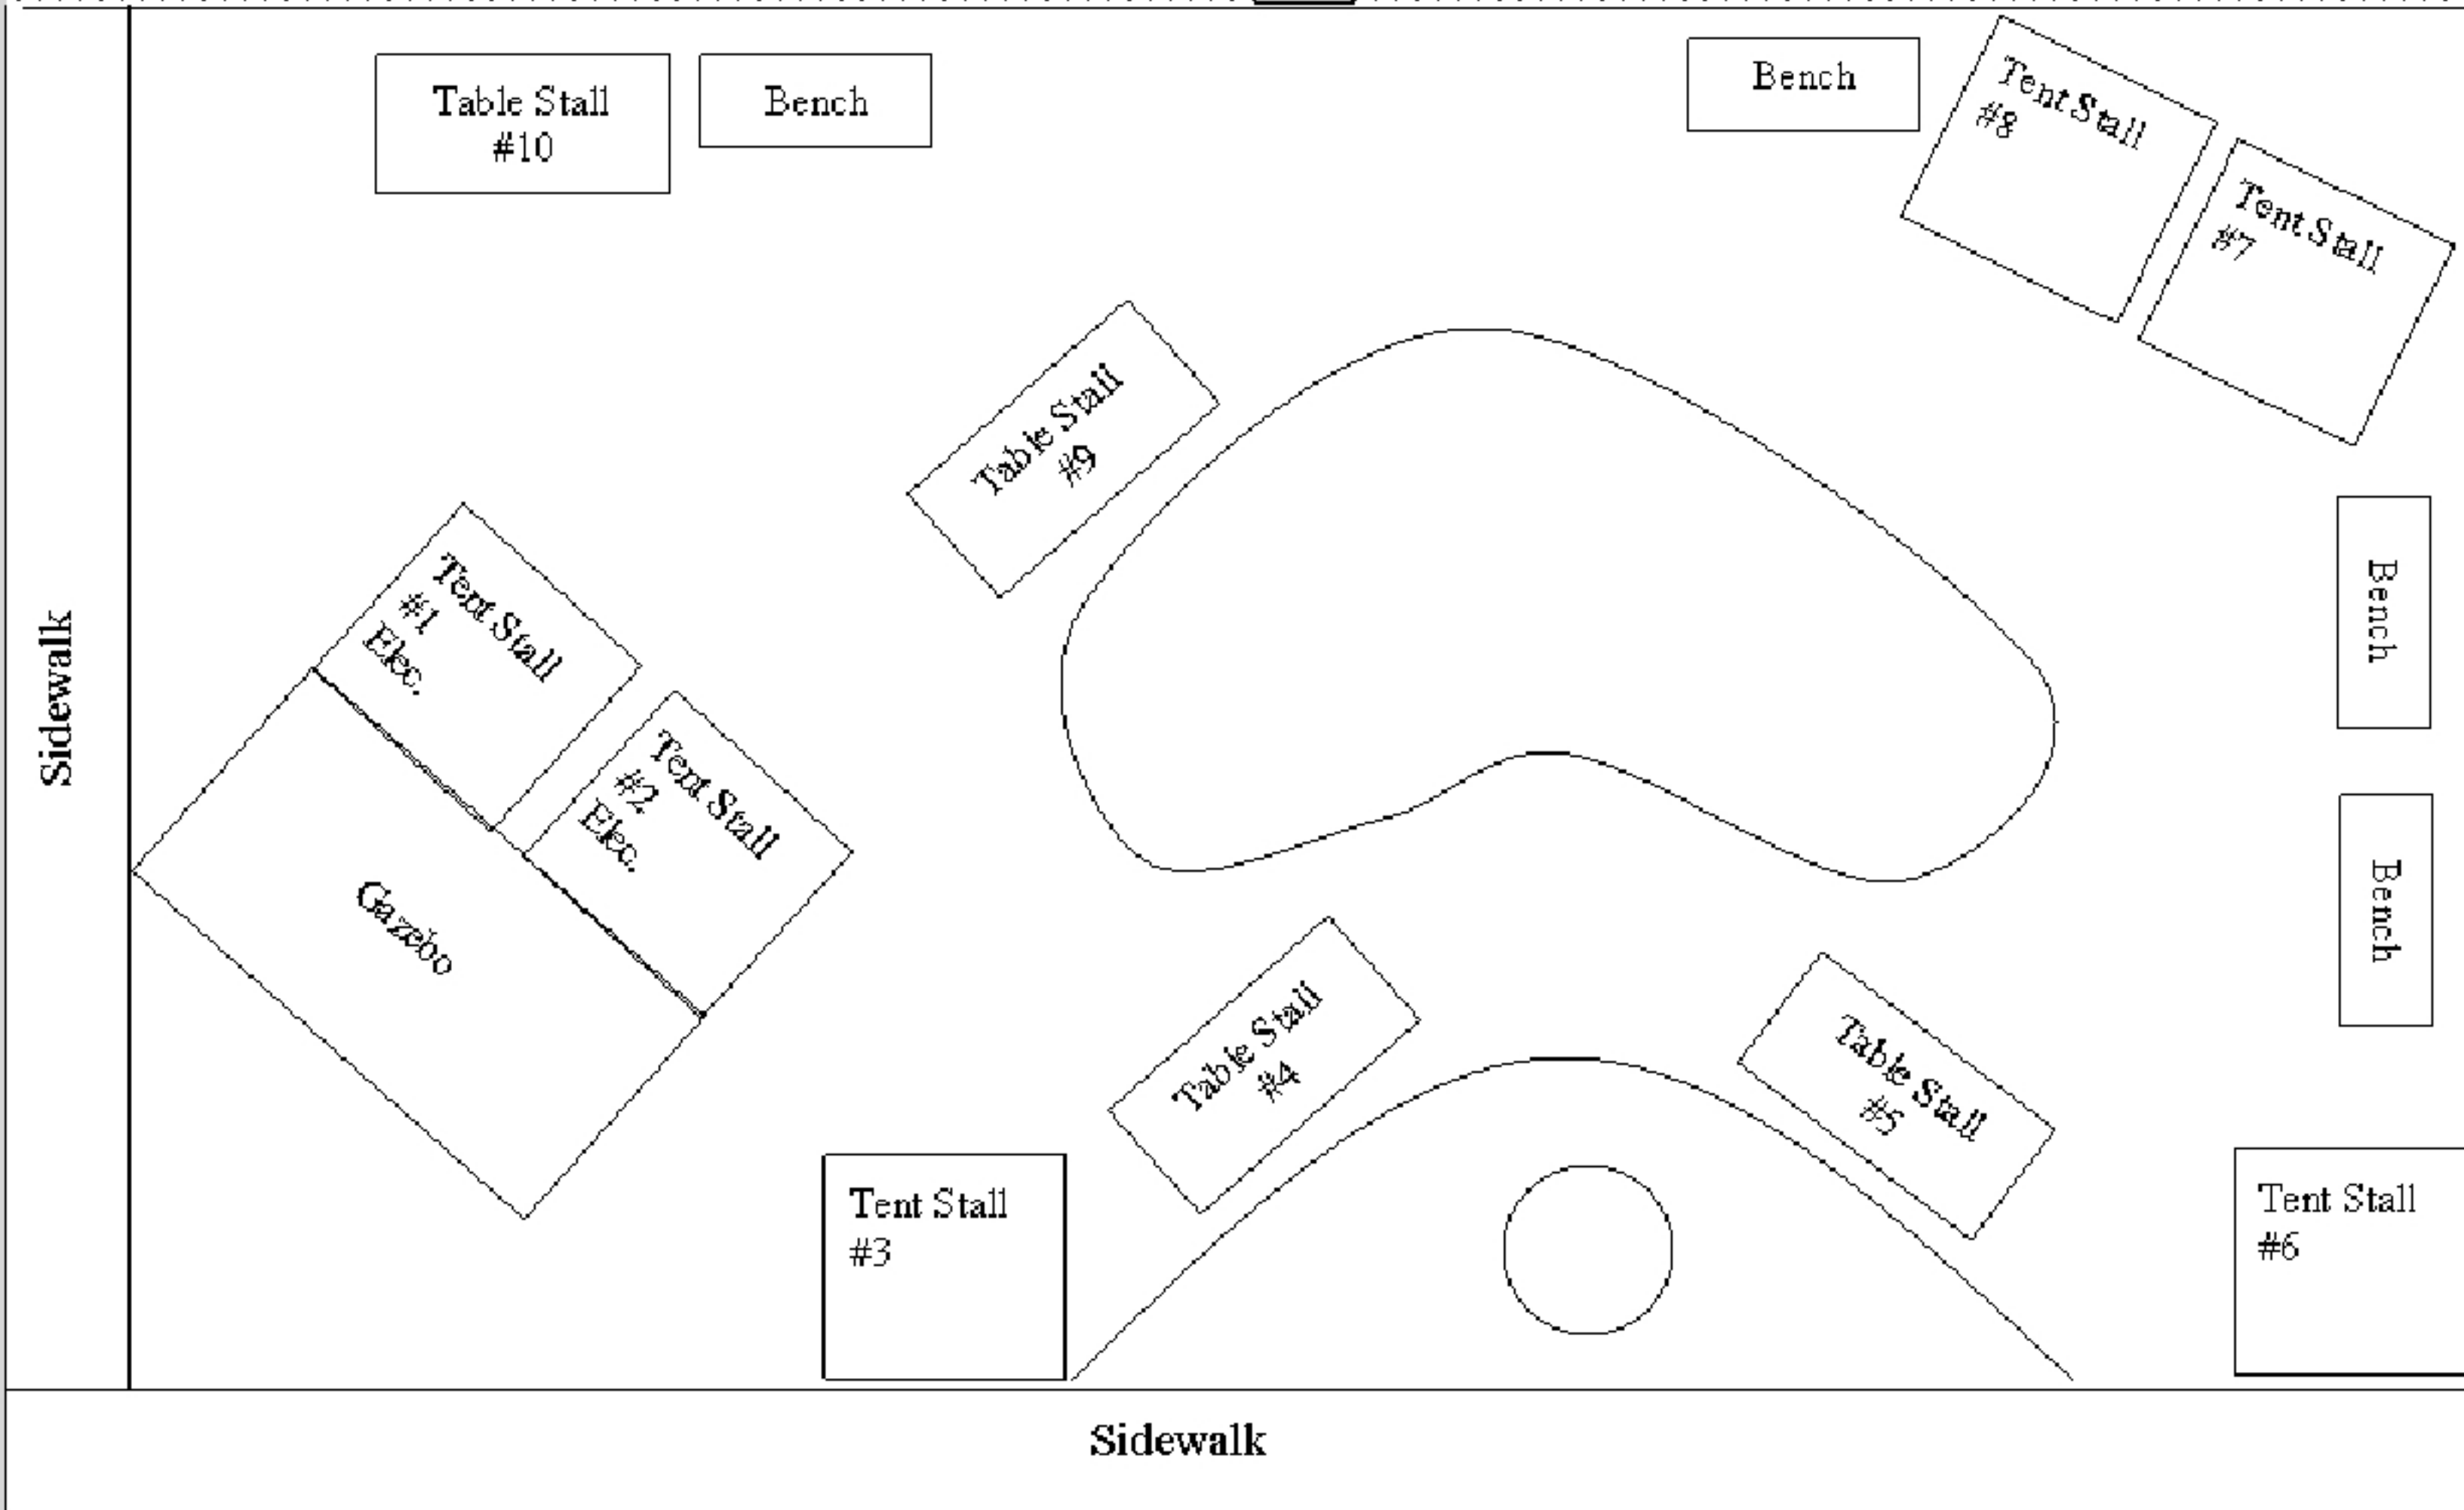 Table Stall
#10
Bench
Bench
Tent Stall
#8
Tent Stall
#7
Table Stall
#9
Tent Stall
#1
Elec.
Tent Stall
#2
Elec.
Gazebo
Sidewalk
Bench
Bench
Table Stall
#4
Table Stall
#5
Tent Stall
#3
Tent Stall
#6
Sidewalk